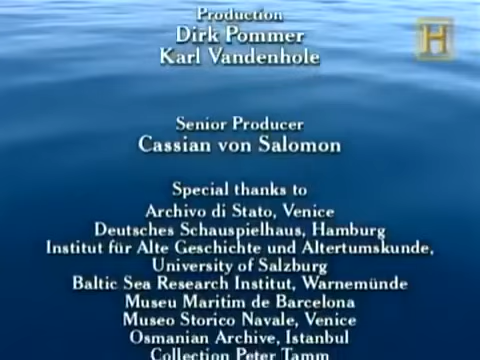 Production
Dirk Pommer
Karl Vandenhole
H
Senior Producer
Cassian von Salomon
Special thanks to
Archivo di Stato, Venice
Deutsches Schauspielhaus, Hamburg
Institut für Alte Geschichte und Altertumskunde,
University of Salzburg
Baltic Sea Research Institut, Warnemünde
Museu Maritim de Barcelona
Museo Storico Navale, Venice
Osmanian Archive, Istanbul
Collection Peter Tamm